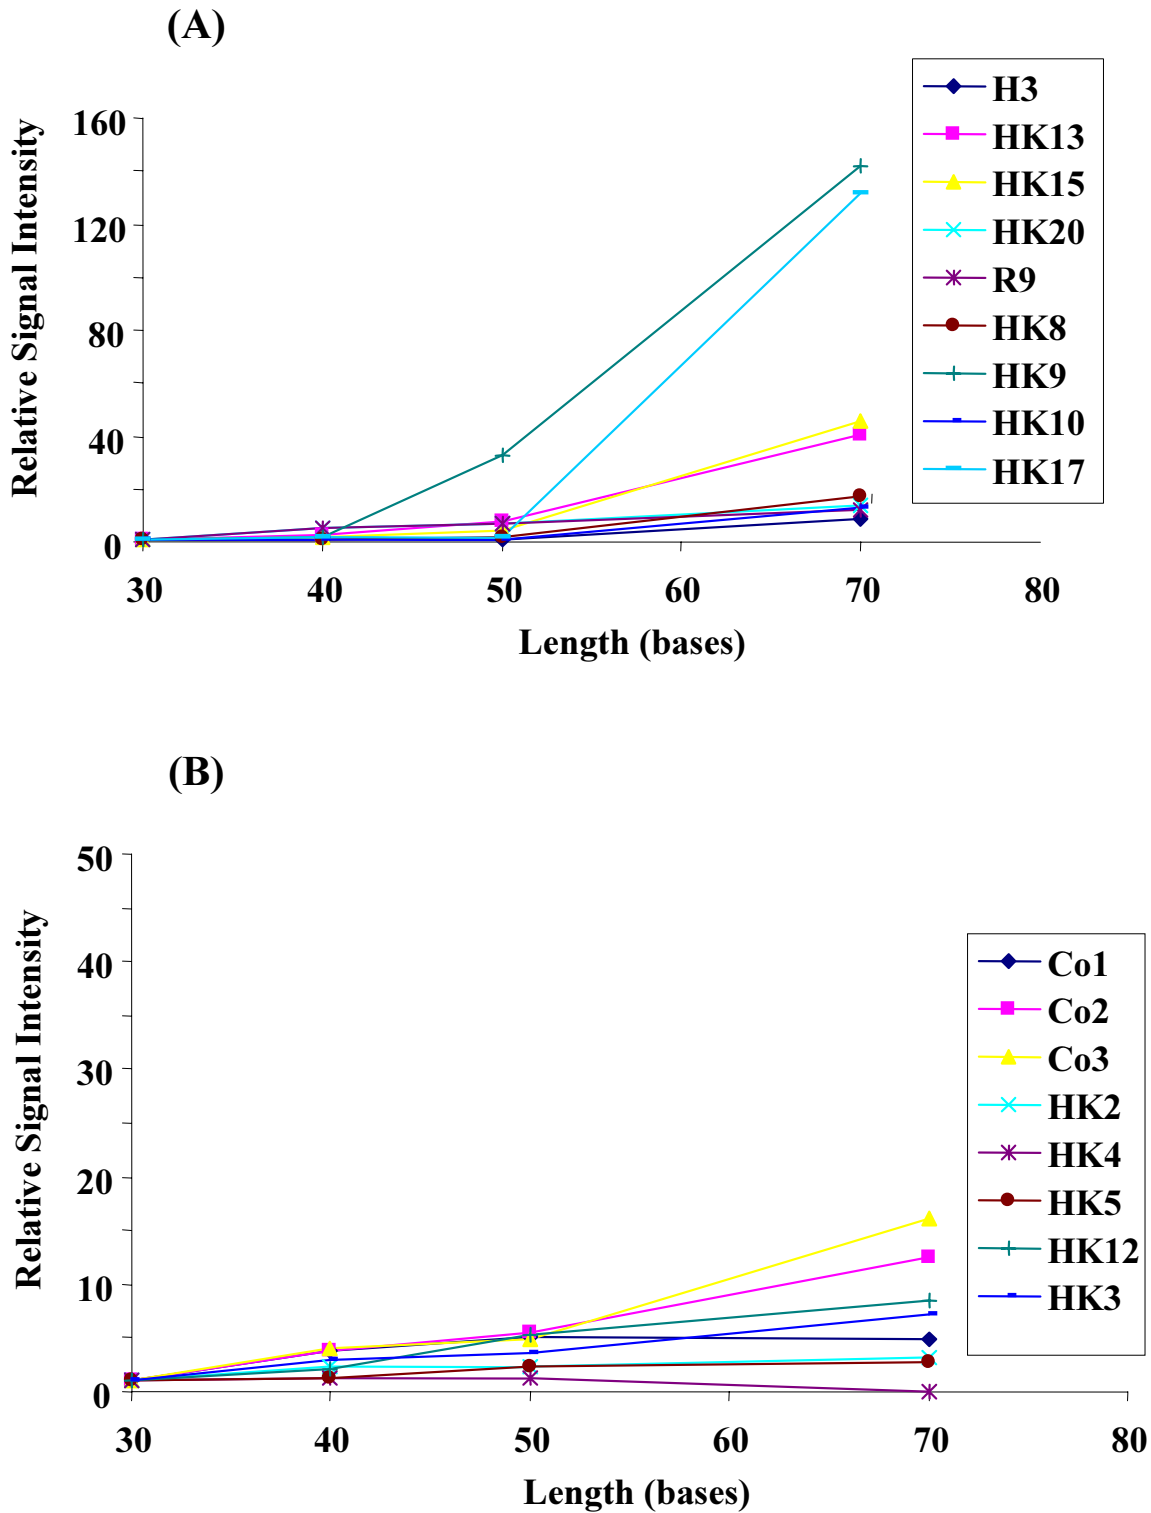 (A)
Relative Signal Intensity
160
120
80
40
0
30 40 50 60 70 80
Length (bases)
H3
HK13
HK15
HK20
R9
HK8
HK9
HK10
HK17
(B)
Relative Signal Intensity
50
40
30
20
10
0
30 40 50 60 70 80
Length (bases)
Co1
Co2
Co3
HK2
HK4
HK5
HK12
HK3